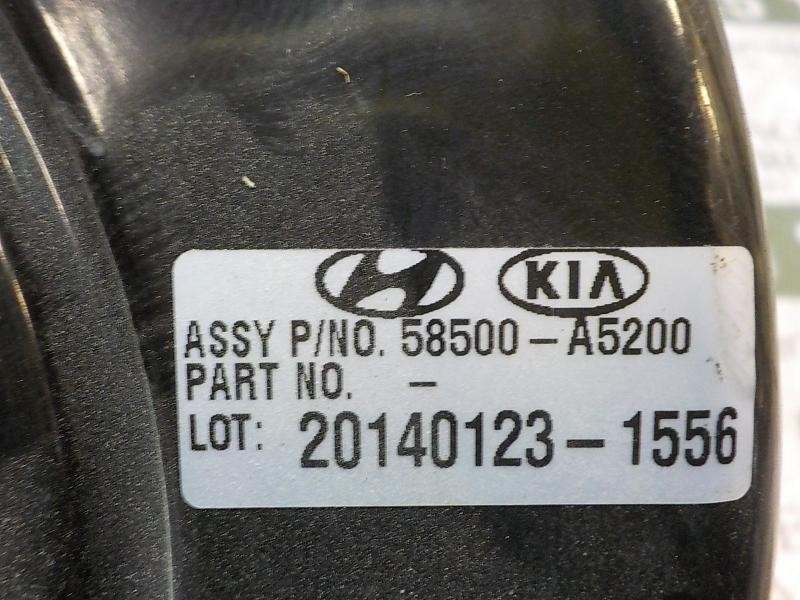 KIA
ASSY P/NO. 58500-A5200
PART NO. -
LOT: 20140123-1556